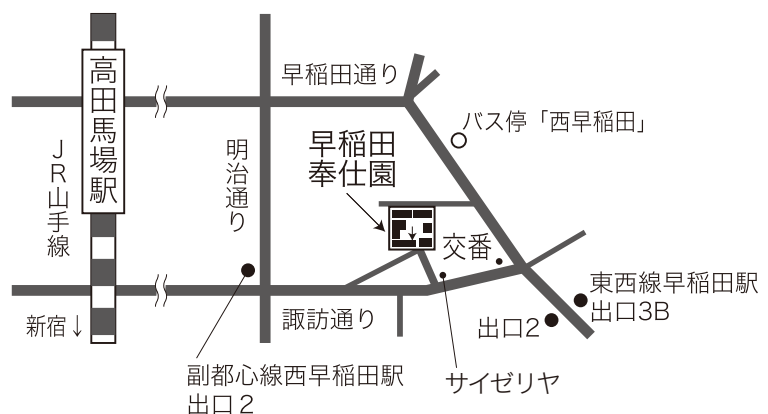 高田馬場駅
JR山手線
新宿↓
早稲田通り
明治通り
バス停「西早稲田」
早稲田
奉仕園
交番
諏訪通り
東西線早稲田駅
出口3B
出口2
サイゼリヤ
副都心線西早稲田駅
出口2